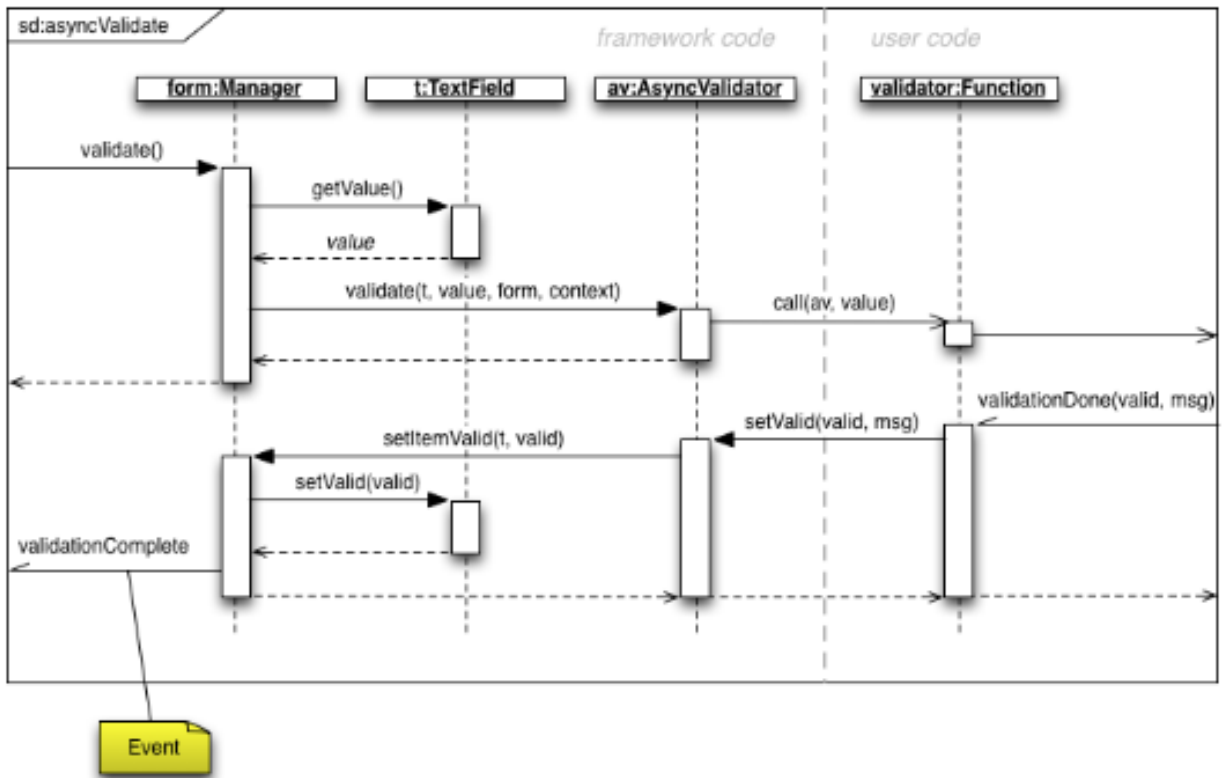 sd:asyncValidate
framework code
user code
form:Manager
t:TextField
av:AsyncValidator
validator:Function
validate()
getValue()
value
validate(t, value, form, context)
call(av, value)
validationDone(valid, msg)
setValid(valid, msg)
setItemValid(t, valid)
setValid(valid)
validationComplete
Event